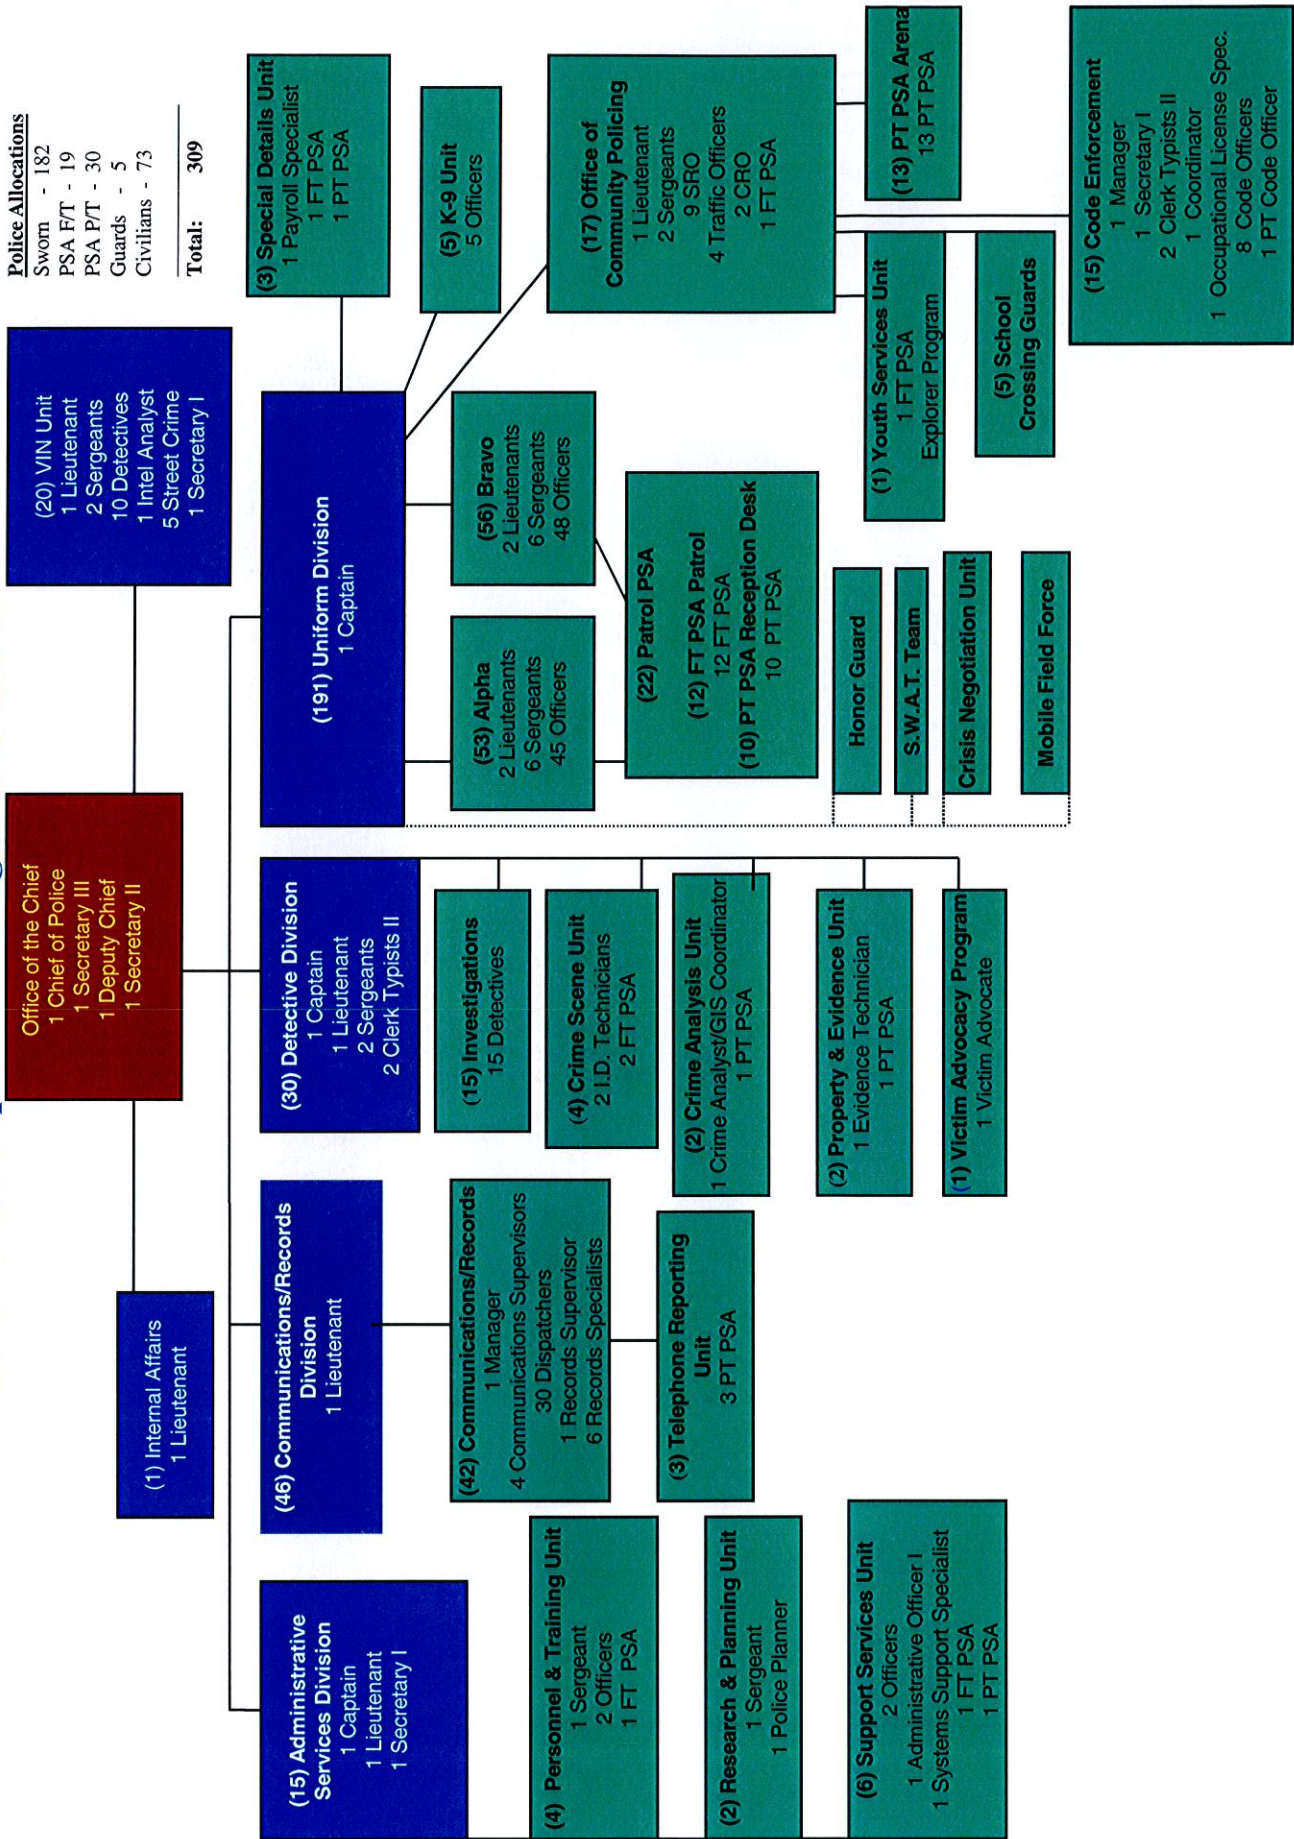 Office of the Chief
1 Chief of Police
1 Secretary III
1 Deputy Chief
1 Secretary II
(1) Internal Affairs
1 Lieutenant
(20) VIN Unit
1 Lieutenant
2 Sergeants
10 Detectives
1 Intel Analyst
5 Street Crime
1 Secretary I
Police Allocations
Sworn - 182
PSA F/T - 19
PSA P/T - 30
Guards - 5
Civilians - 73
Total: 309
(15) Administrative
Services Division
1 Captain
1 Lieutenant
1 Secretary I
(4) Personnel & Training Unit
1 Sergeant
2 Officers
1 FT PSA
(2) Research & Planning Unit
1 Sergeant
1 Police Planner
(6) Support Services Unit
2 Officers
1 Administrative Officer I
1 Systems Support Specialist
1 FT PSA
1 PT PSA
(46) Communications/Records
Division
1 Lieutenant
(42) Communications/Records
1 Manager
4 Communications Supervisors
30 Dispatchers
1 Records Supervisor
6 Records Specialists
(3) Telephone Reporting
Unit
3 PT PSA
(30) Detective Division
1 Captain
1 Lieutenant
2 Sergeants
2 Clerk Typists II
(15) Investigations
15 Detectives
(4) Crime Scene Unit
2 I.D. Technicians
2 FT PSA
(2) Crime Analysis Unit
1 Crime Analyst/GIS Coordinator
1 PT PSA
(2) Property & Evidence Unit
1 Evidence Technician
1 PT PSA
(1) Victim Advocacy Program
1 Victim Advocate
(191) Uniform Division
1 Captain
(53) Alpha
2 Lieutenants
6 Sergeants
45 Officers
(56) Bravo
2 Lieutenants
6 Sergeants
48 Officers
(22) Patrol PSA
(12) FT PSA Patrol
12 FT PSA
(10) PT PSA Reception Desk
10 PT PSA
Honor Guard
S.W.A.T. Team
Crisis Negotiation Unit
Mobile Field Force
(3) Special Details Unit
1 Payroll Specialist
1 FT PSA
1 PT PSA
(5) K-9 Unit
5 Officers
(17) Office of
Community Policing
1 Lieutenant
2 Sergeants
9 SRO
4 Traffic Officers
2 CRO
1 FT PSA
(1) Youth Services Unit
1 FT PSA
Explorer Program
(13) PT PSA Arena
13 PT PSA
(5) School
Crossing Guards
(15) Code Enforcement
1 Manager
1 Secretary I
2 Clerk Typists II
1 Coordinator
1 Occupational License Spec.
8 Code Officers
1 PT Code Officer